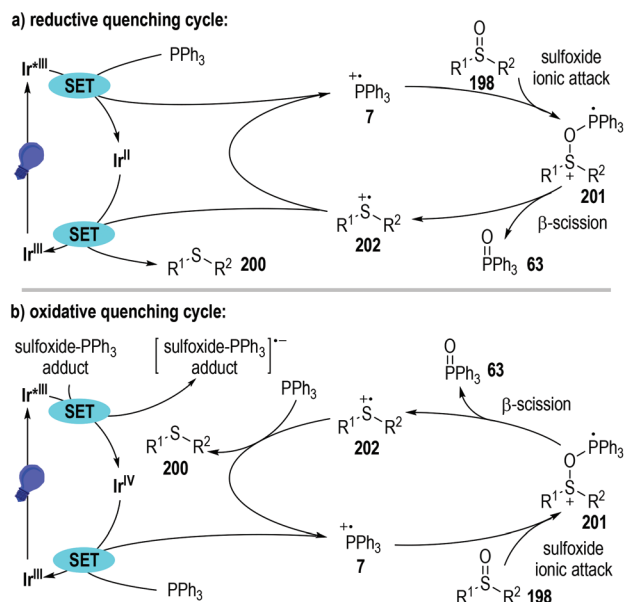 a) reductive quenching cycle:
Ir*III
SET
PPh3
+•
PPh3
7
O
S
R1 R2
198
sulfoxide
ionic attack
•
PPh3
O
S
+
R1 R2
201
IrII
+•
S
R1 R2
202
β-scission
O
PPh3 63
IrIII
SET
S
R1 R2 200
b) oxidative quenching cycle:
sulfoxide-PPh3
adduct
[ sulfoxide-PPh3
adduct ]•−
Ir*III
SET
PPh3
S
R1 R2
200
+•
S
R1 R2
202
O
PPh3 63
β-scission
•
PPh3
O
S
+
R1 R2
201
IrIV
IrIII
SET
PPh3
+•
PPh3
7
O
S
R1 R2
198
sulfoxide
ionic attack